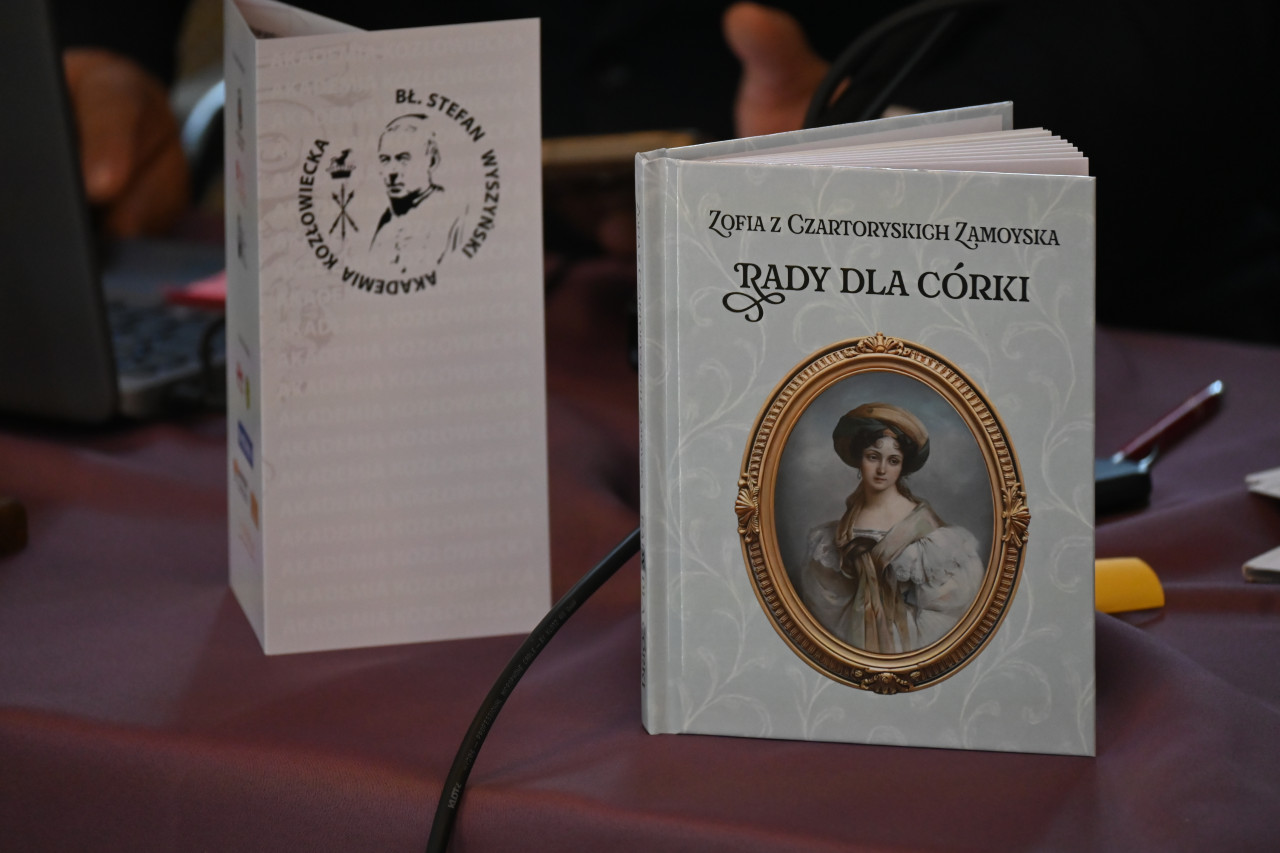 BŁ. STEFAN WYSZYŃSKI
AKADEMIA KOZŁOWIECKA
Zofia z Czartoryskich Zamoyska
Rady dla córki